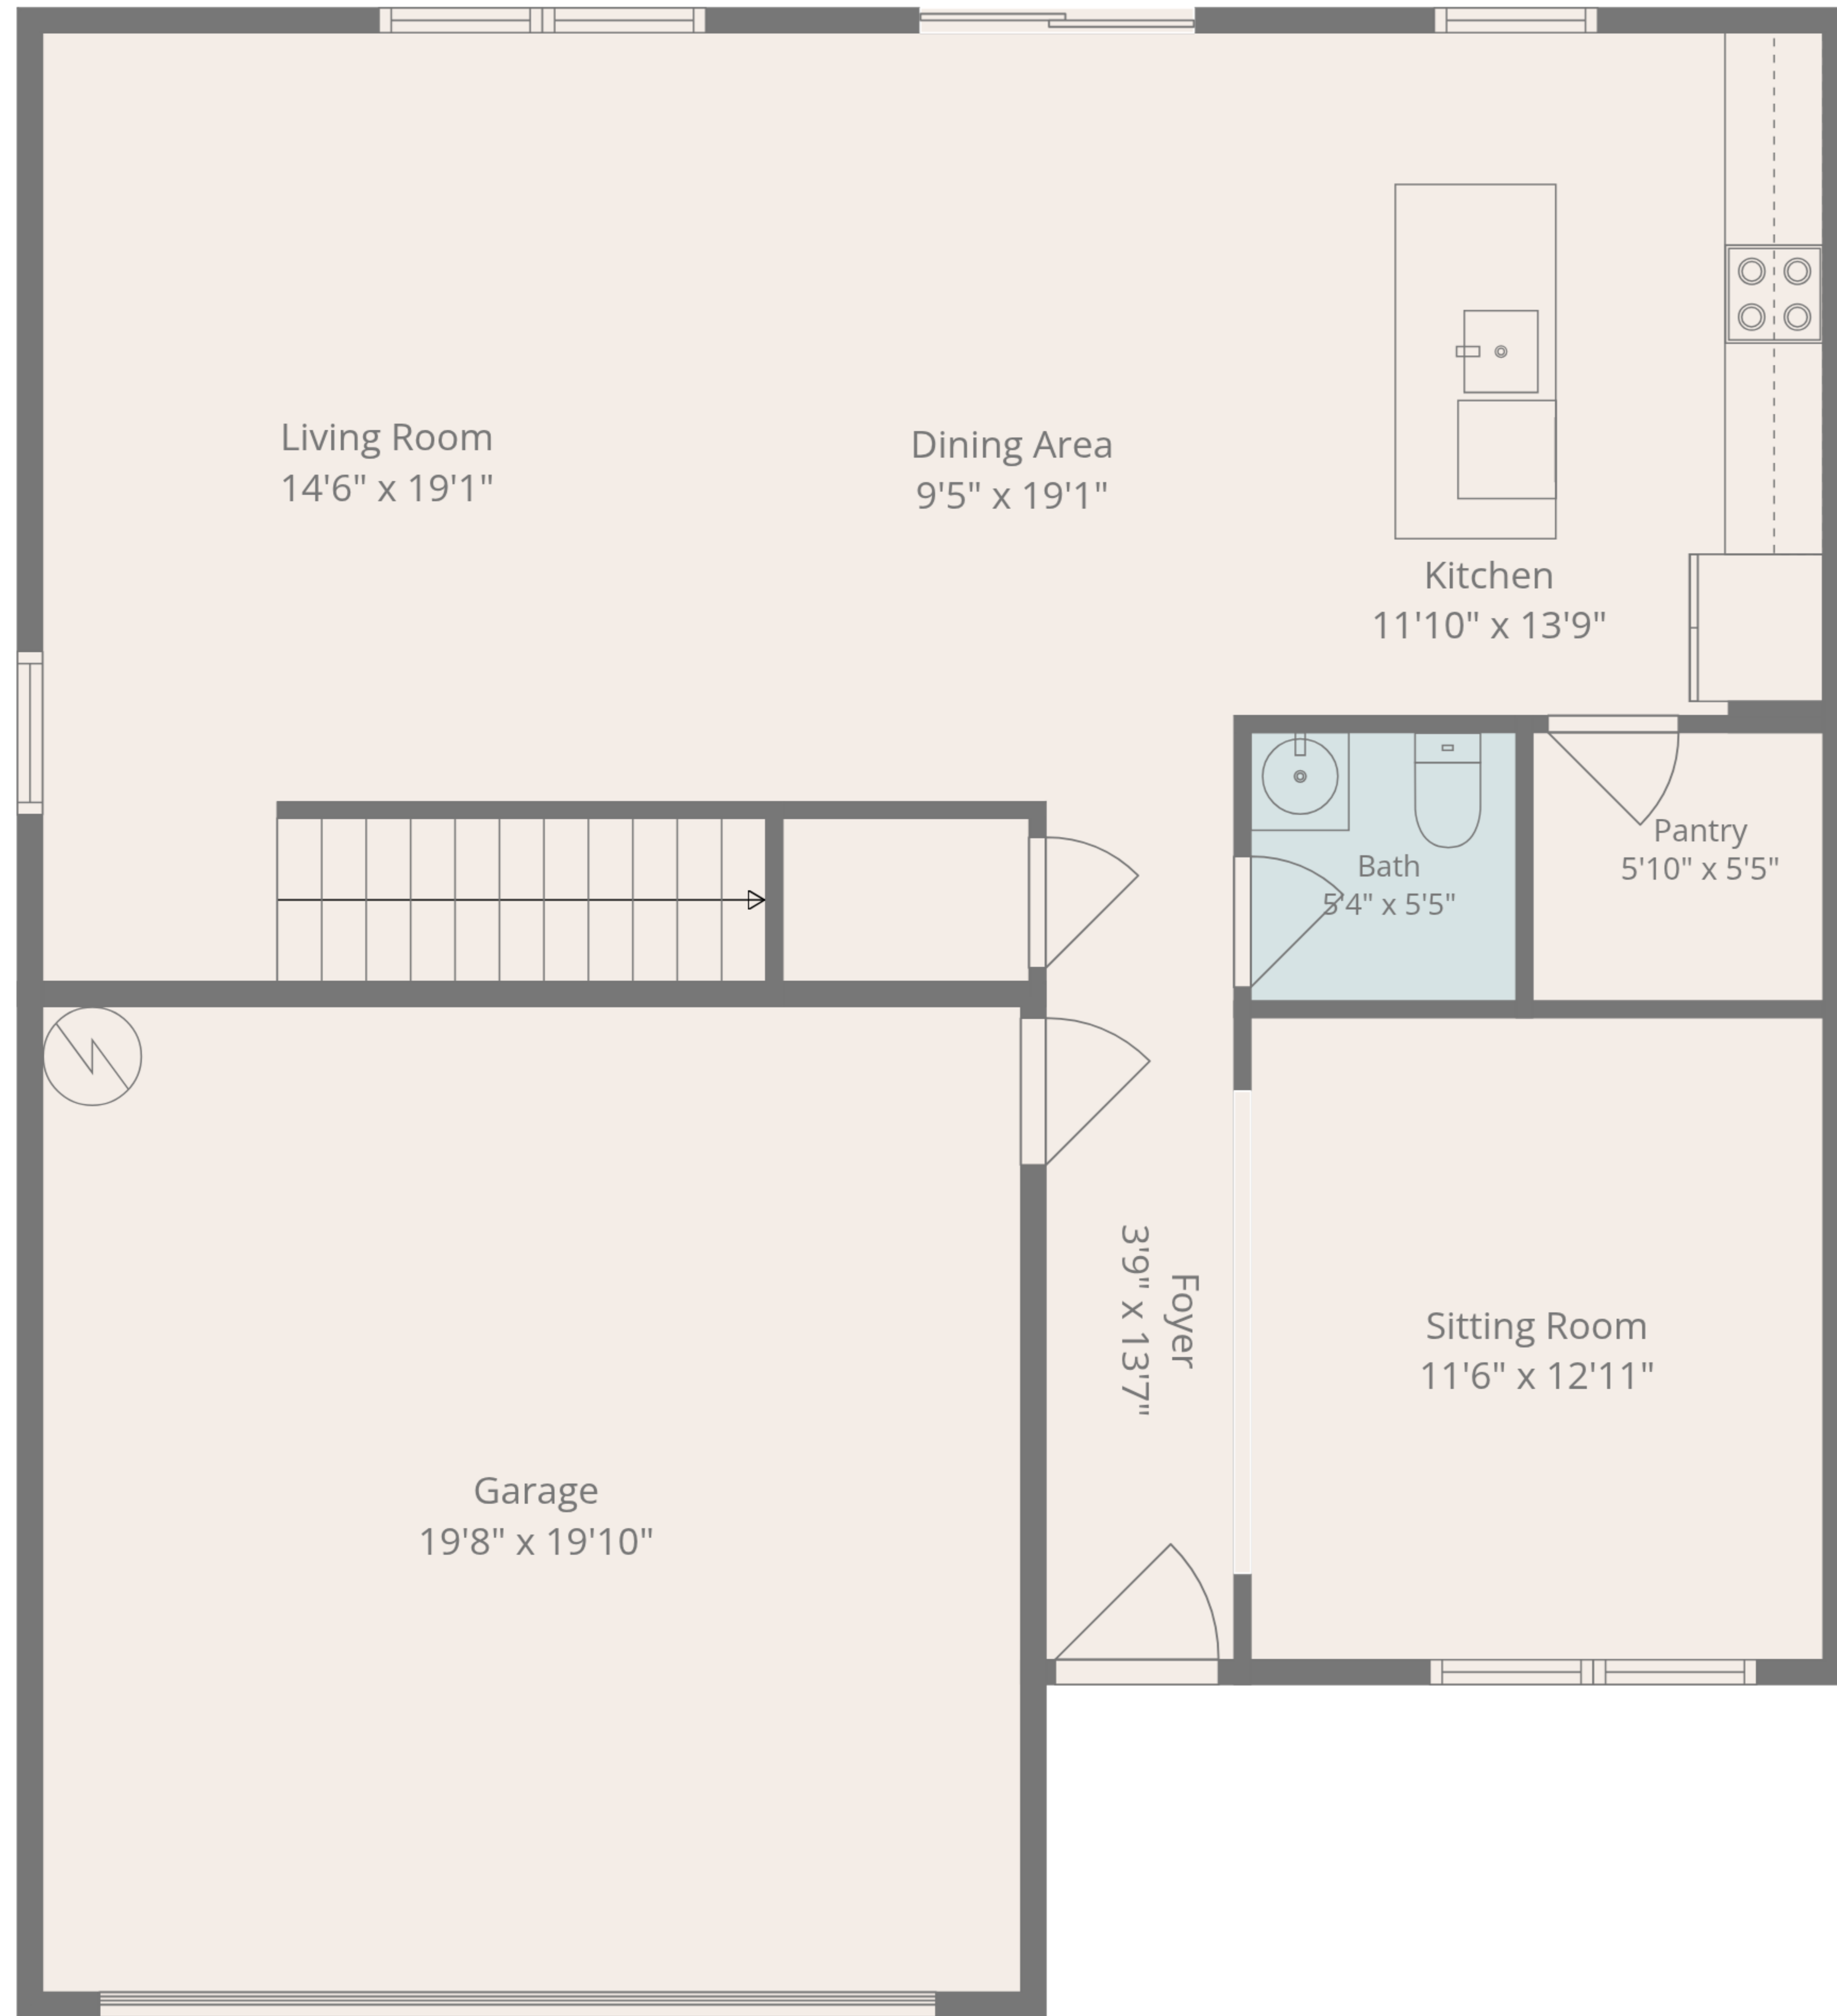 Living Room
14'6" x 19'1"
Dining Area
9'5" x 19'1"
Kitchen
11'10" x 13'9"
Bath
5'4" x 5'5"
Pantry
5'10" x 5'5"
Foyer
3'9" x 13'7"
Sitting Room
11'6" x 12'11"
Garage
19'8" x 19'10"